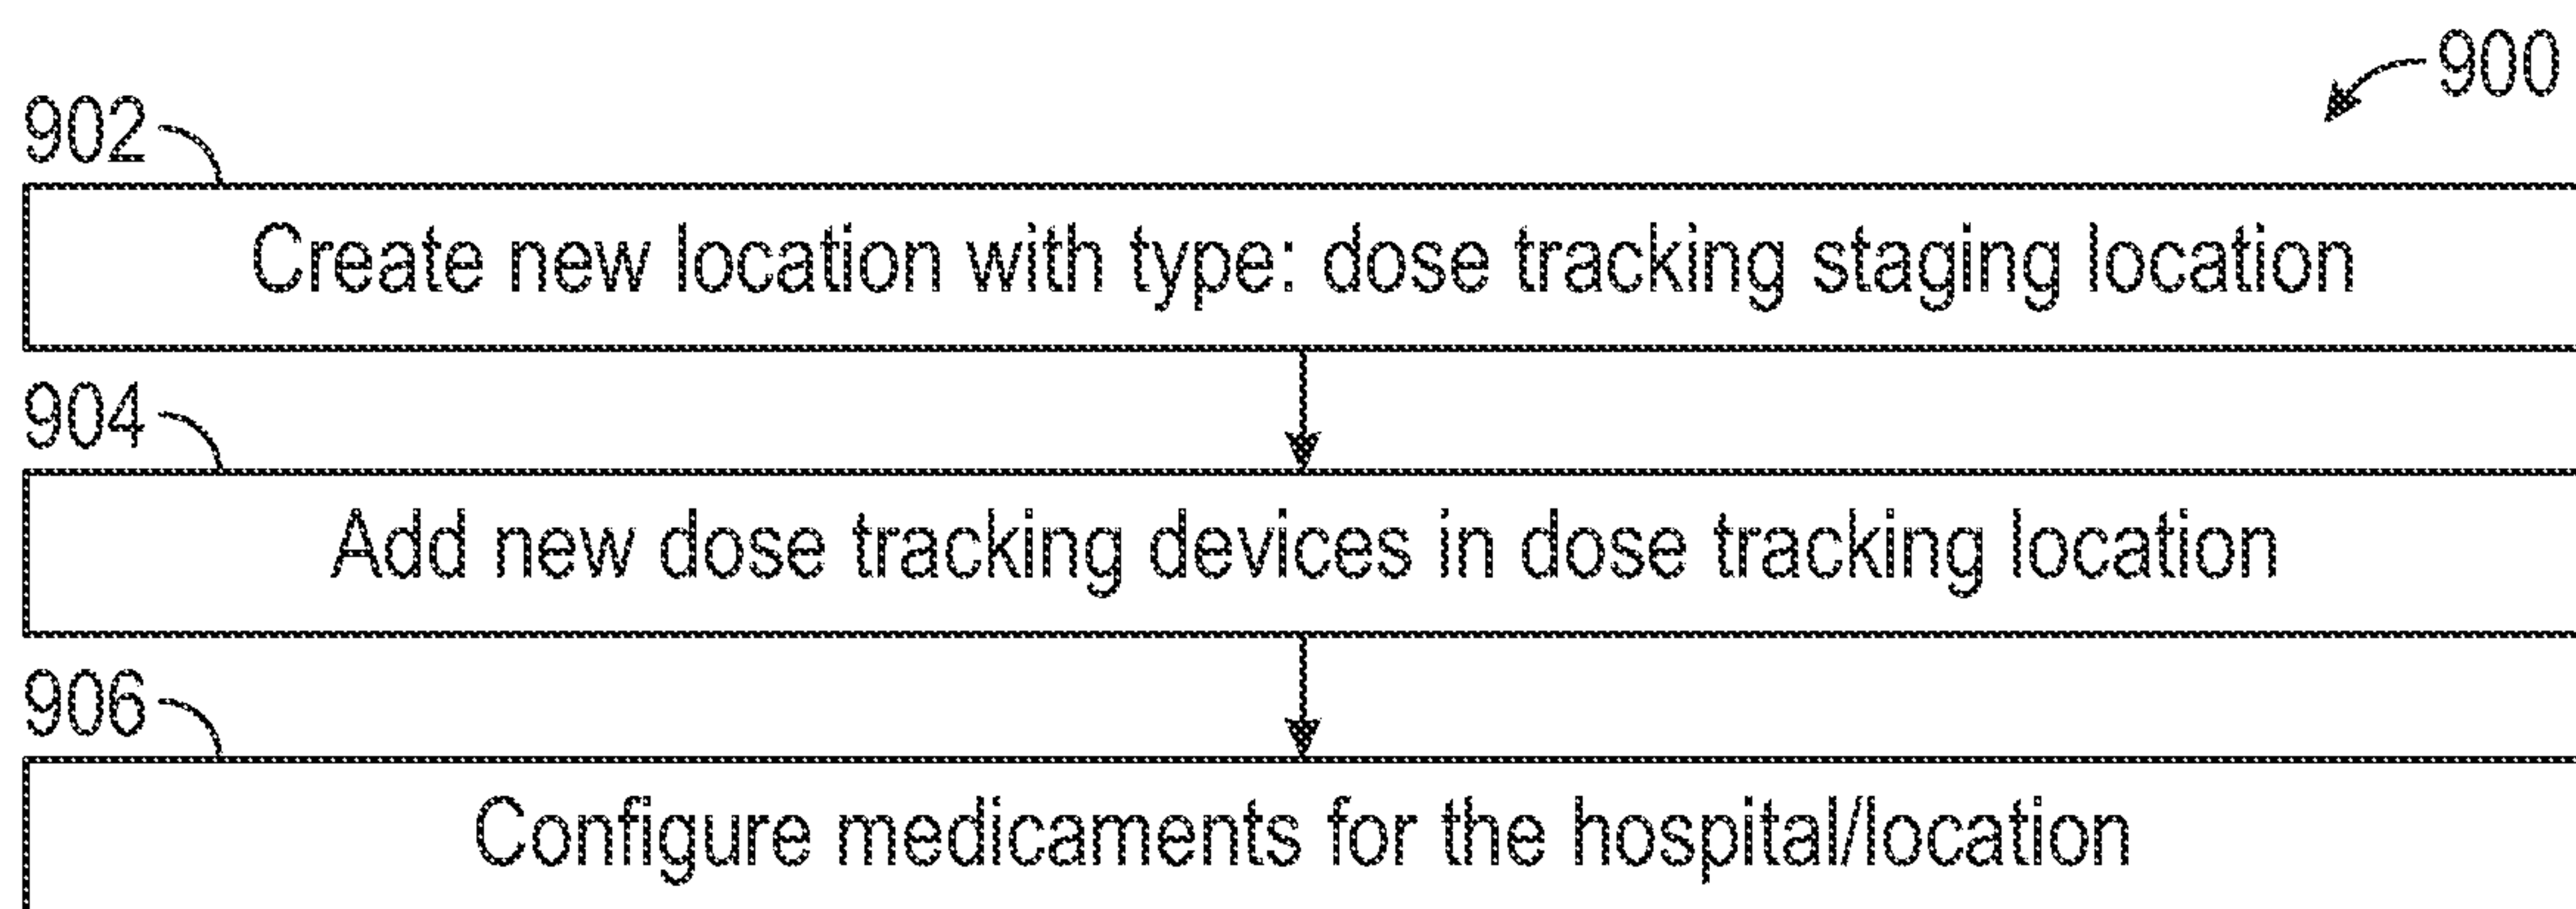 900
902
Create new location with type: dose tracking staging location
904
Add new dose tracking devices in dose tracking location
906
Configure medicaments for the hospital/location